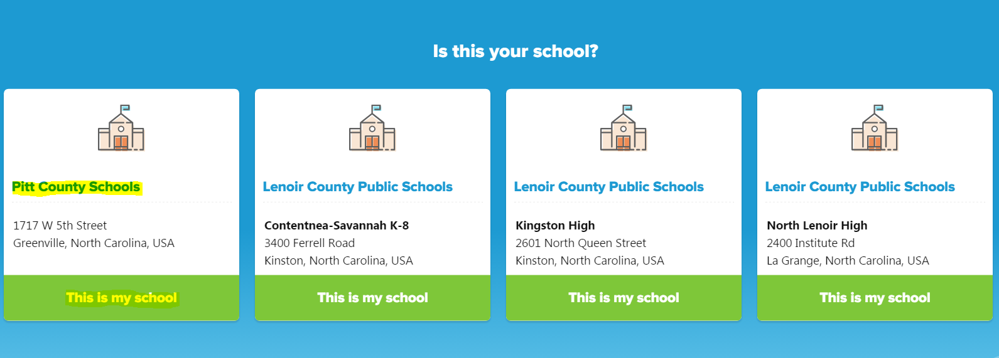 Is this your school?
Pitt County Schools
1717 W 5th Street
Greenville, North Carolina, USA
This is my school
Lenoir County Public Schools
Contentnea-Savannah K-8
3400 Ferrell Road
Kinston, North Carolina, USA
This is my school
Lenoir County Public Schools
Kingston High
2601 North Queen Street
Kinston, North Carolina, USA
This is my school
Lenoir County Public Schools
North Lenoir High
2400 Institute Rd
La Grange, North Carolina, USA
This is my school